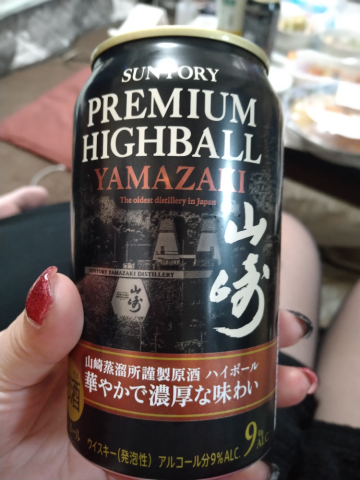 SUNTORY
PREMIUM
HIGHBALL
YAMAZAKI
The oldest distillery in Japan
山崎
SUNTORY YAMAZAKI DISTILLERY
山崎蒸溜所謹製原酒 ハイボール
華やかで濃厚な味わい
酒
ウイスキー(発泡性) アルコール分9%ALC.
9%
ALC.